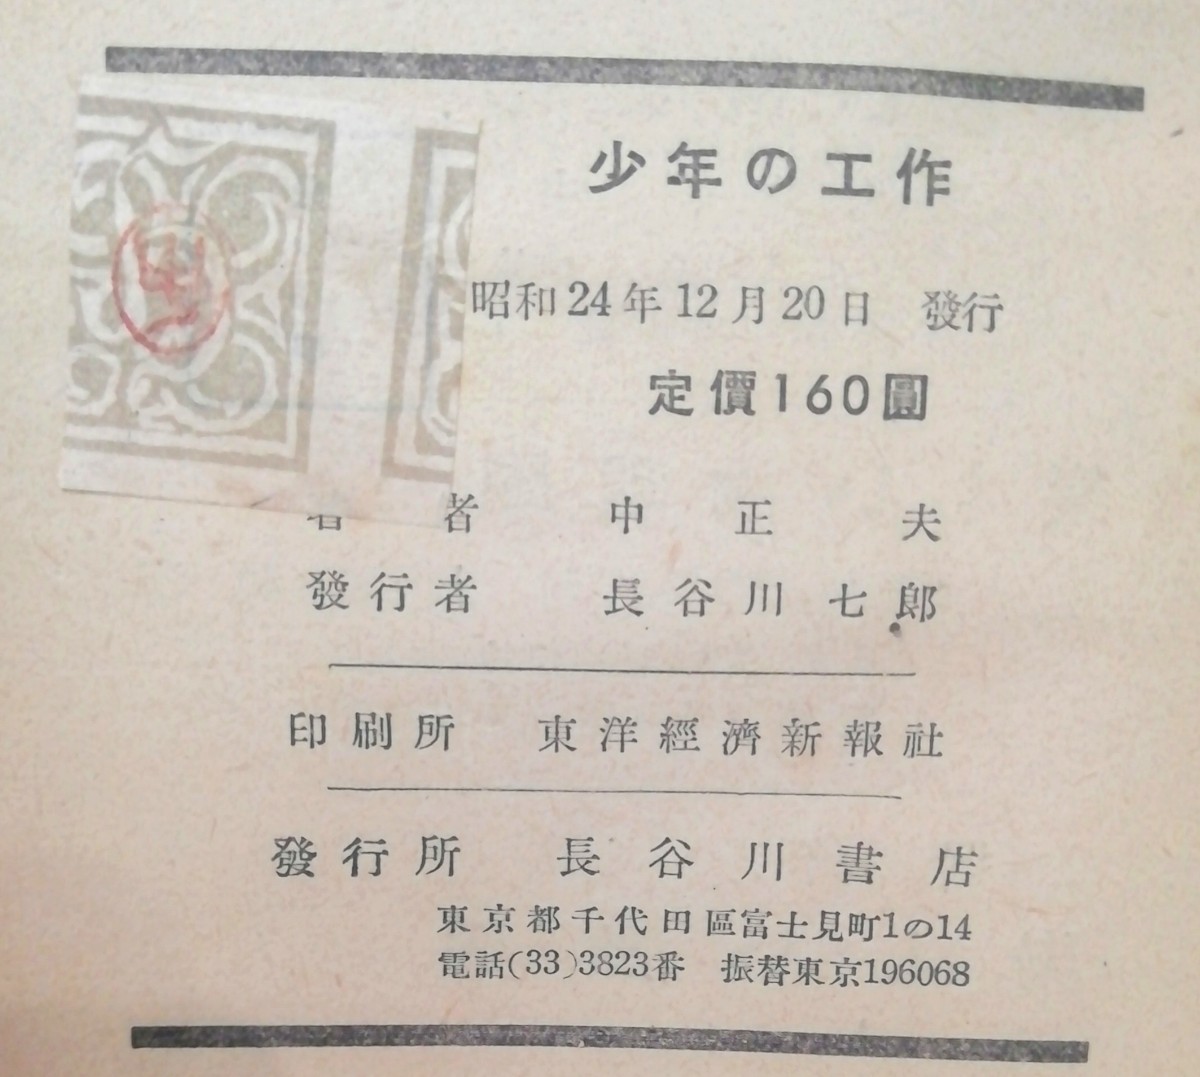 少年の工作
昭和24年12月20日 發行
定價160圓
著者 中正夫
發行者 長谷川七郎
印刷所 東洋經濟新報社
發行所 長谷川書店
東京都千代田區富士見町1の14
電話(33)3823番 振替東京196068